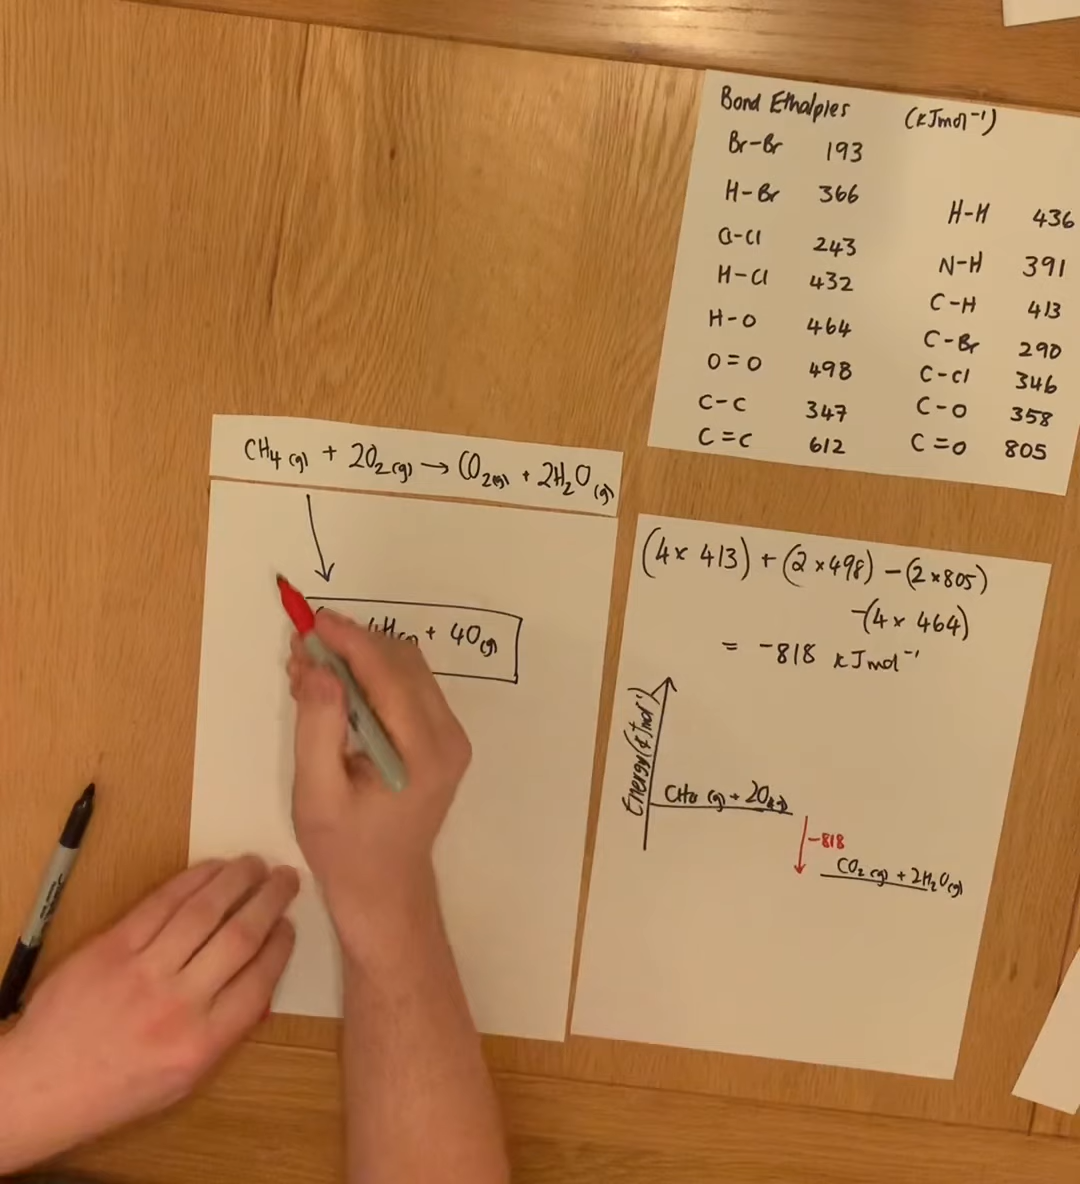 Bond Ethalpies (kJmol⁻¹)
Br-Br 193
H-Br 366
Cl-Cl 243
H-Cl 432
H-O 464
O=O 498
C-C 347
C=C 612
H-H 436
N-H 391
C-H 413
C-Br 290
C-Cl 346
C-O 358
C=O 805
CH₄(g) + 2O₂(g) → CO₂(g) + 2H₂O(g)
4H(g) + 4O(g)
(4 × 413) + (2 × 498) - (2 × 805)
-(4 × 464)
= -818 kJmol⁻¹
Energy (kJmol⁻¹)
CH₄ (g) + 2O₂(g)
-818
CO₂ (g) + 2H₂O(g)